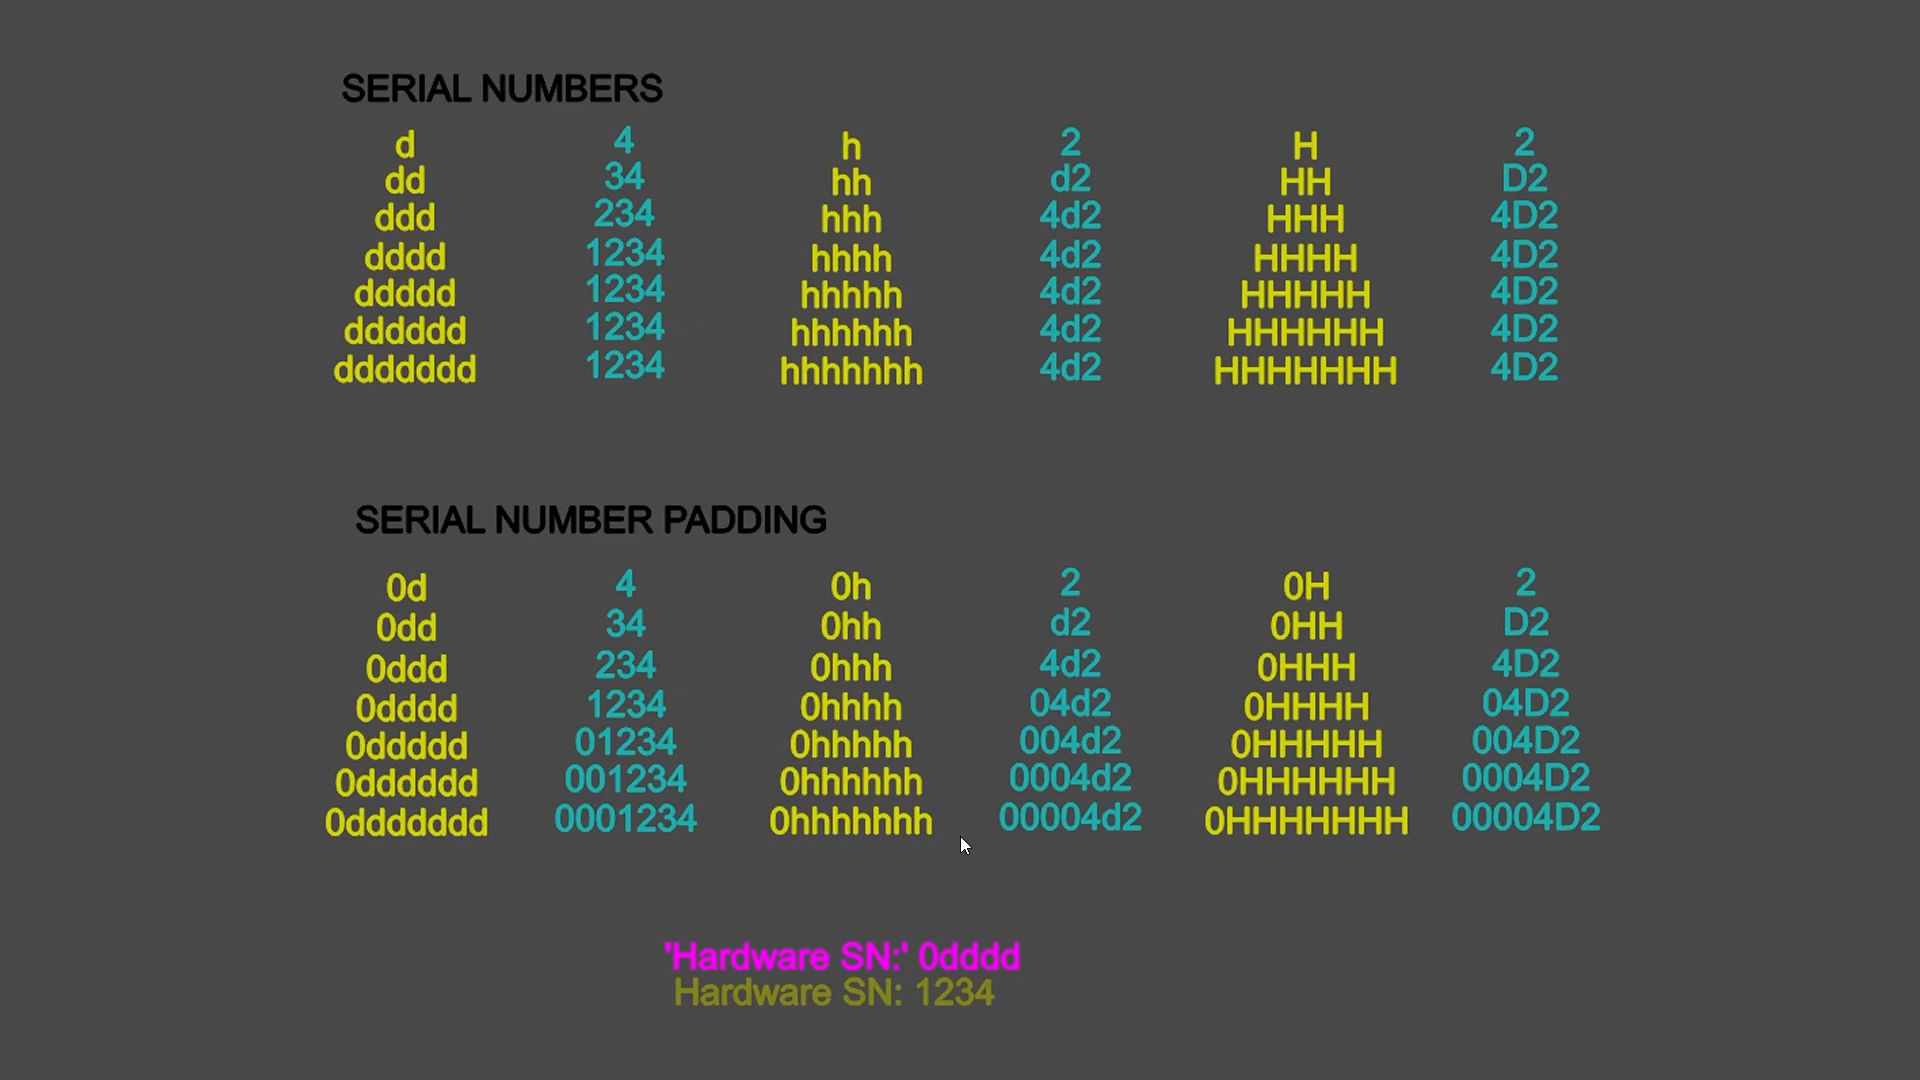 SERIAL NUMBERS
d 4 h 2 H 2
dd 34 hh d2 HH D2
ddd 234 hhh 4d2 HHH 4D2
dddd 1234 hhhh 4d2 HHHH 4D2
ddddd 1234 hhhhh 4d2 HHHHH 4D2
dddddd 1234 hhhhhh 4d2 HHHHHH 4D2
ddddddd 1234 hhhhhhh 4d2 HHHHHHH 4D2
SERIAL NUMBER PADDING
0d 4 0h 2 0H 2
0dd 34 0hh d2 0HH D2
0ddd 234 0hhh 4d2 0HHH 4D2
0dddd 1234 0hhhh 04d2 0HHHH 04D2
0ddddd 01234 0hhhhh 004d2 0HHHHH 004D2
0dddddd 001234 0hhhhhh 0004d2 0HHHHHH 0004D2
0ddddddd 0001234 0hhhhhhh 00004d2 0HHHHHHH 00004D2
'Hardware SN:' 0dddd
Hardware SN: 1234